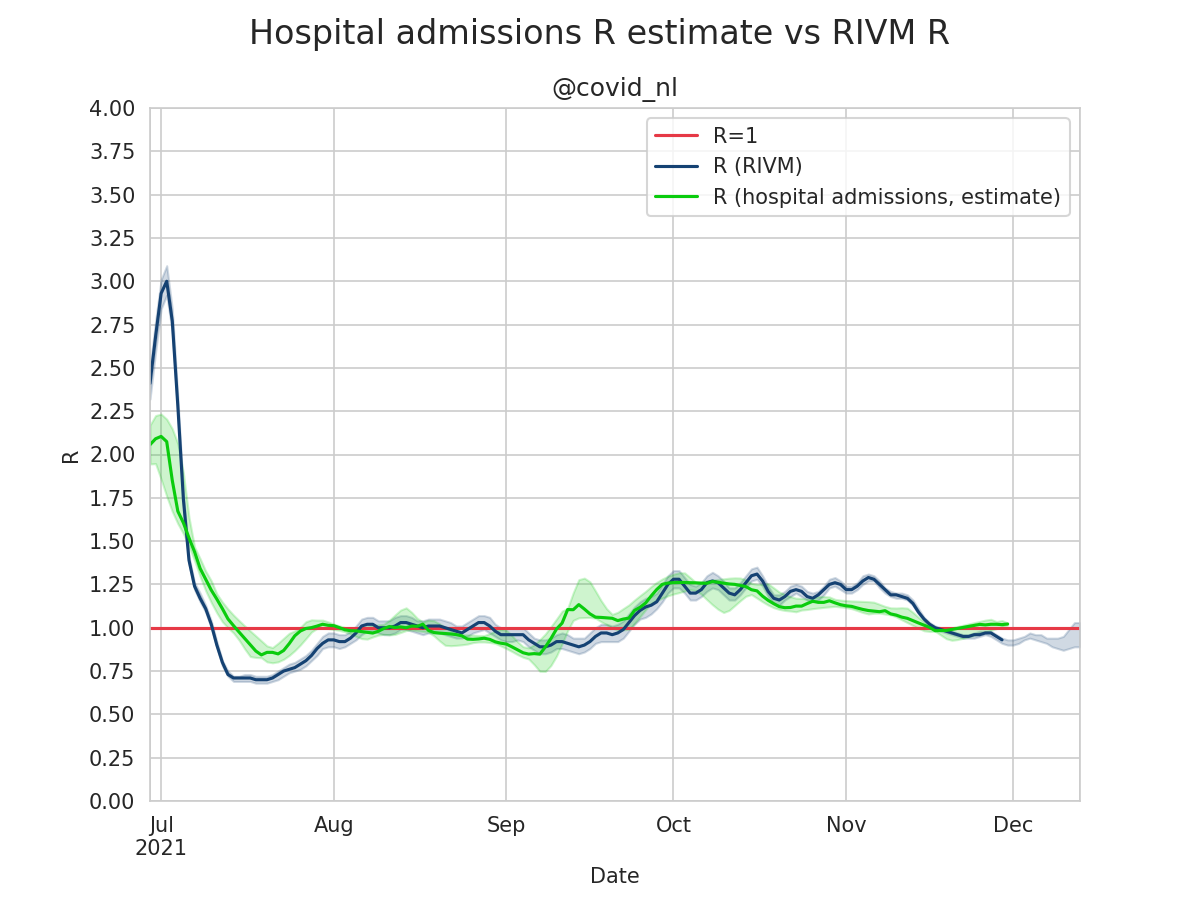 Hospital admissions R estimate vs RIVM R
@covid_nl
R=1
R (RIVM)
R (hospital admissions, estimate)
4.00
3.75
3.50
3.25
3.00
2.75
2.50
2.25
2.00
1.75
1.50
1.25
1.00
0.75
0.50
0.25
0.00
R
Jul Aug Sep Oct Nov Dec
2021
Date